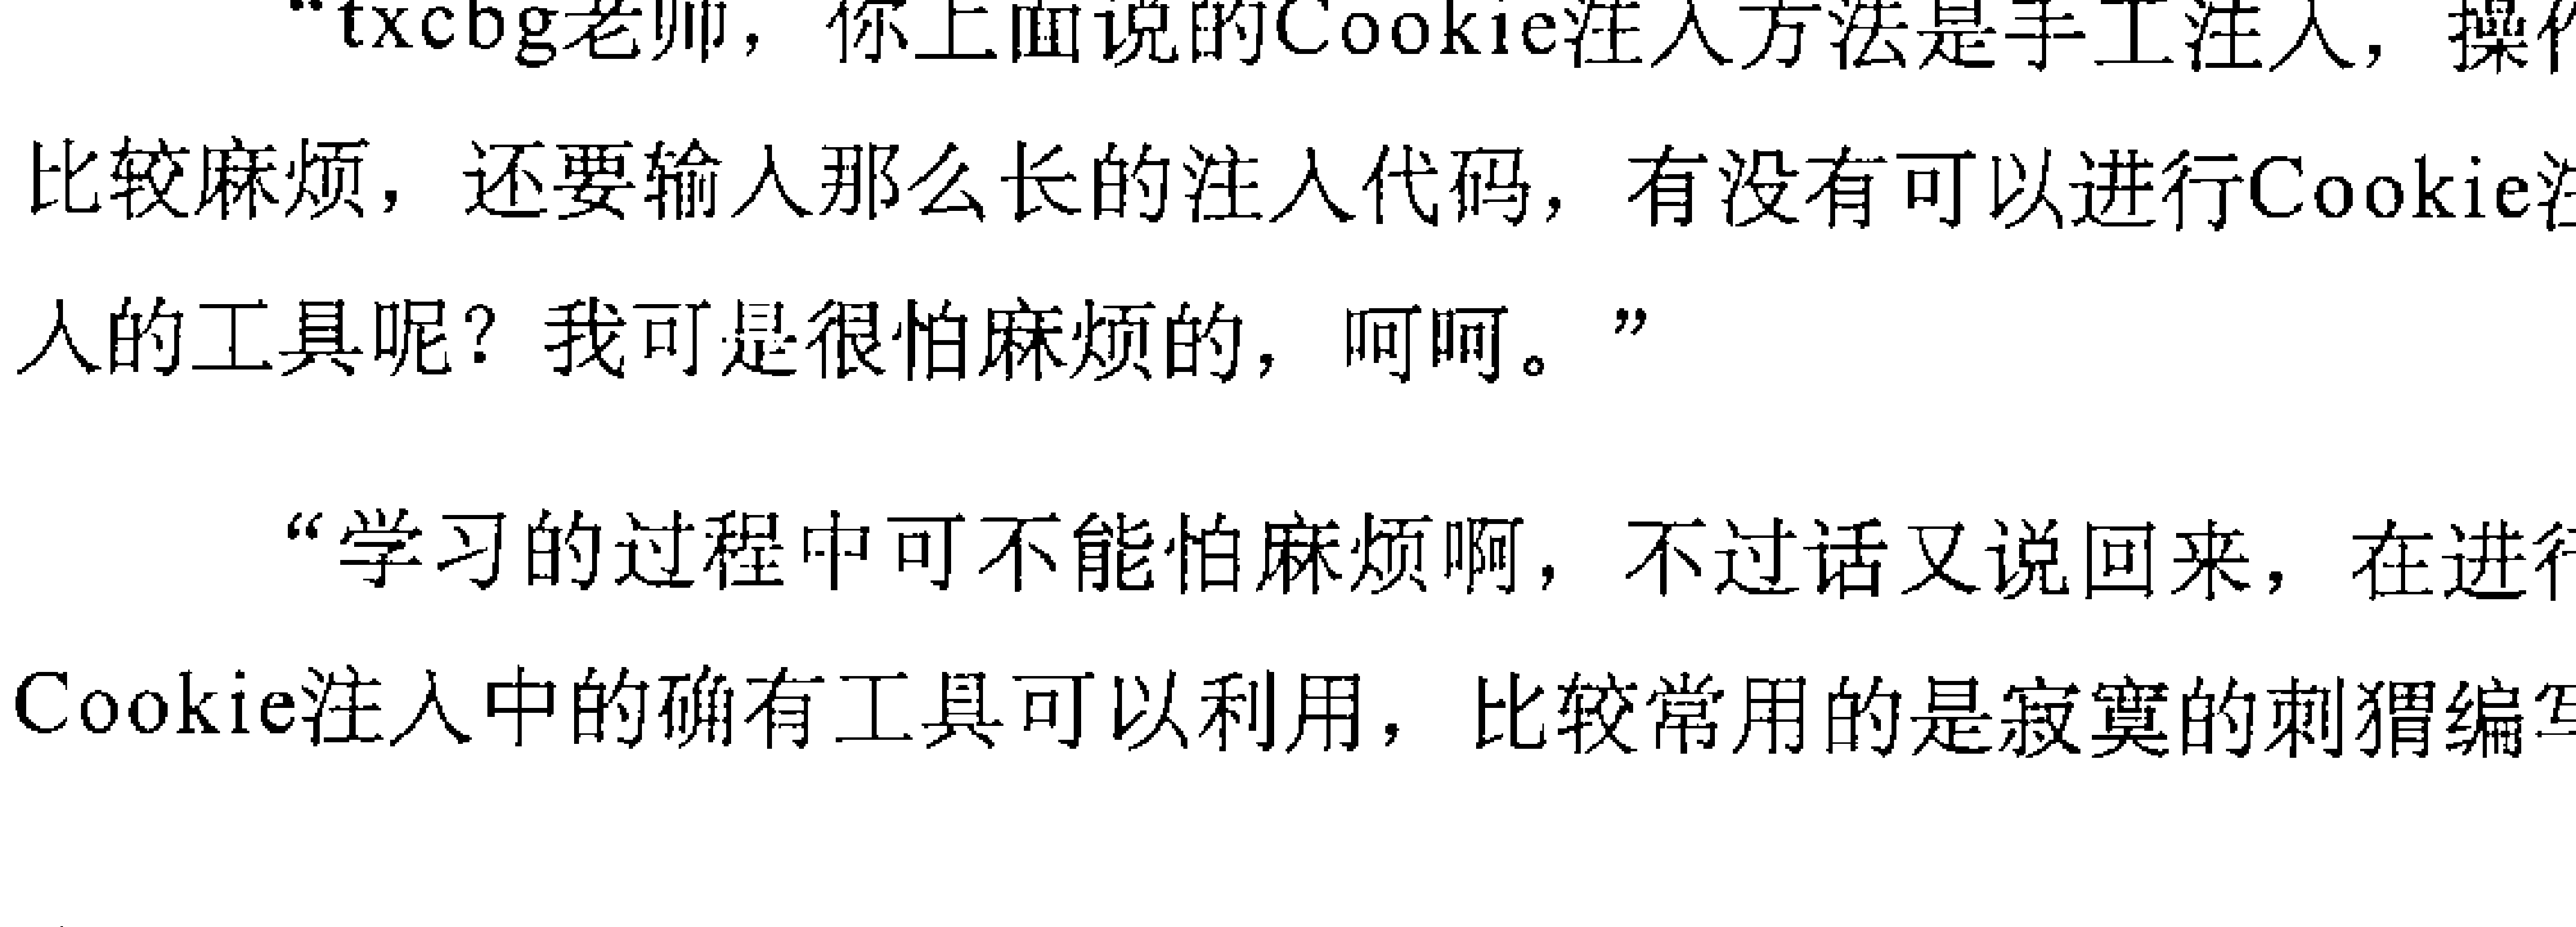 “txcbg老师，你上面说的Cookie注入方法是手工注入，操作
比较麻烦，还要输入那么长的注入代码，有没有可以进行Cookie注
入的工具呢？我可是很怕麻烦的，呵呵。”
“学习的过程中可不能怕麻烦啊，不过话又说回来，在进行
Cookie注入中的确有工具可以利用，比较常用的是寂寞的刺猬编写